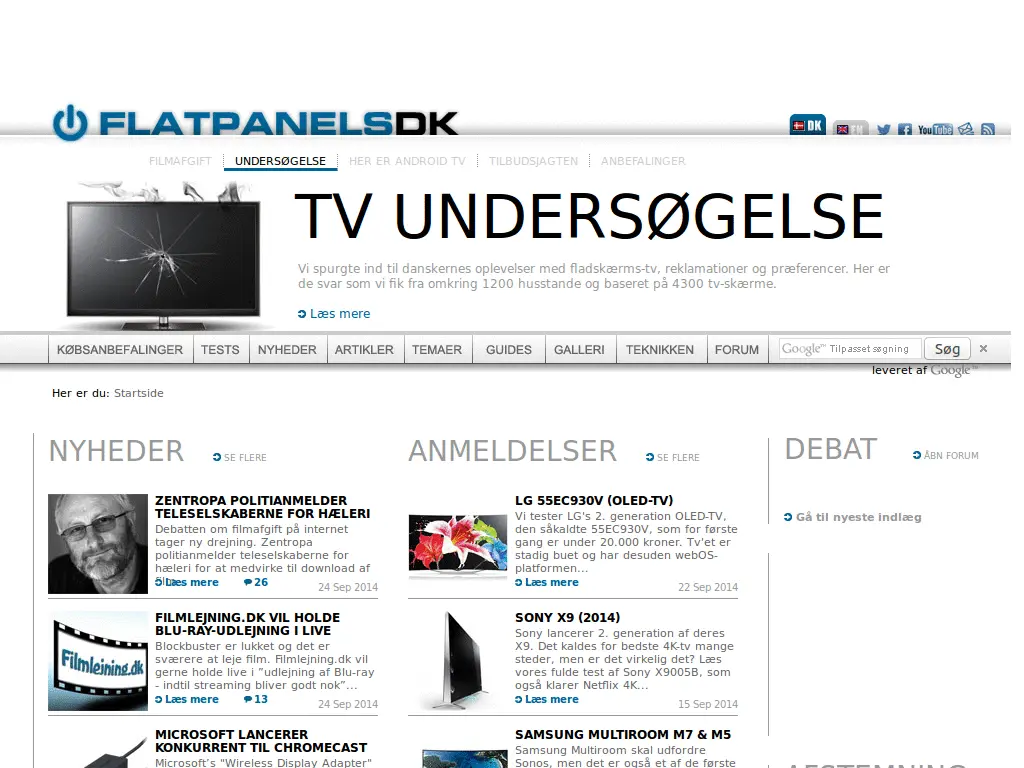 FLATPANELSDK
DK
EN
You Tube
FILMAFGIFT
UNDERSØGELSE
HER ER ANDROID TV
TILBUDSJAGTEN
ANBEFALINGER
TV UNDERSØGELSE
Vi spurgte ind til danskernes oplevelser med fladskærms-tv, reklamationer og præferencer. Her er
de svar som vi fik fra omkring 1200 husstande og baseret på 4300 tv-skærme.
Læs mere
KØBSANBEFALINGER
TESTS
NYHEDER
ARTIKLER
TEMAER
GUIDES
GALLERI
TEKNIKKEN
FORUM
Google™ Tilpasset søgning
Søg
×
leveret af Google™
Her er du: Startside
NYHEDER
SE FLERE
ZENTROPA POLITIANMELDER
TELESELSKABERNE FOR HÆLERI
Debatten om filmafgift på internet
tager ny drejning. Zentropa
politianmelder teleselskaberne for
hæleri for at medvirke til download af
Læs mere
26
24 Sep 2014
Filmlejning.dk
FILMLEJNING.DK VIL HOLDE
BLU-RAY-UDLEJNING I LIVE
Blockbuster er lukket og det er
sværere at leje film. Filmlejning.dk vil
gerne holde live i ”udlejning af Blu-ray
- indtil streaming bliver godt nok”...
Læs mere
13
24 Sep 2014
MICROSOFT LANCERER
KONKURRENT TIL CHROMECAST
Microsoft’s "Wireless Display Adapter"
ANMELDELSER
SE FLERE
LG 55EC930V (OLED-TV)
Vi tester LG's 2. generation OLED-TV,
den såkaldte 55EC930V, som for første
gang er under 20.000 kroner. Tv'et er
stadig buet og har desuden webOS-
platformen...
Læs mere
22 Sep 2014
SONY X9 (2014)
Sony lancerer 2. generation af deres
X9. Det kaldes for bedste 4K-tv mange
steder, men er det virkelig det? Læs
vores fulde test af Sony X9005B, som
også klarer Netflix 4K...
Læs mere
15 Sep 2014
SAMSUNG MULTIROOM M7 & M5
Samsung Multiroom skal udfordre
Sonos, men det er også et af de første
DEBAT
ÅBN FORUM
Gå til nyeste indlæg
AFSTEMNING